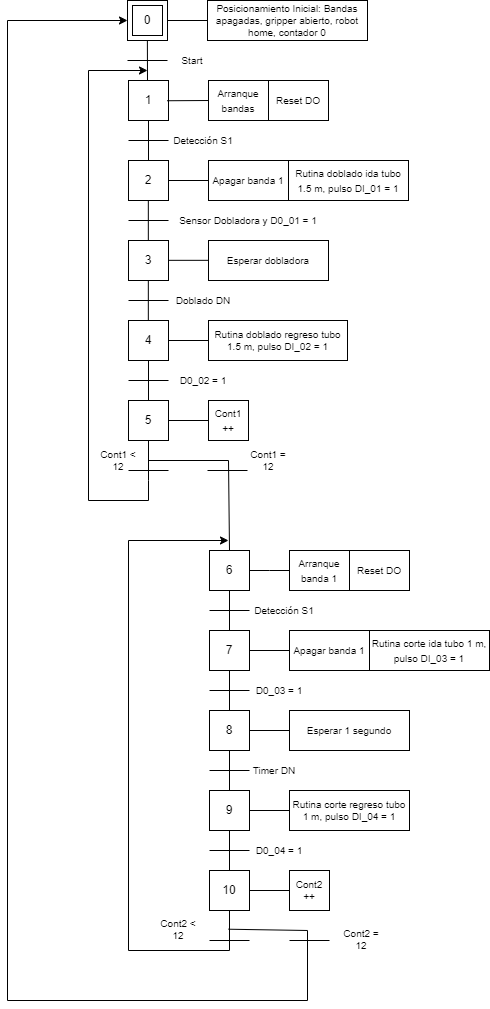 0
Posicionamiento Inicial: Bandas
apagadas, gripper abierto, robot
home, contador 0
Start
1
Arranque
bandas
Reset DO
Detección S1
2
Apagar banda 1
Rutina doblado ida tubo
1.5 m, pulso DI_01 = 1
Sensor Dobladora y D0_01 = 1
3
Esperar dobladora
Doblado DN
4
Rutina doblado regreso tubo
1.5 m, pulso DI_02 = 1
D0_02 = 1
5
Cont1
++
Cont1 <
12
Cont1 =
12
6
Arranque
banda 1
Reset DO
Detección S1
7
Apagar banda 1
Rutina corte ida tubo 1 m,
pulso DI_03 = 1
D0_03 = 1
8
Esperar 1 segundo
Timer DN
9
Rutina corte regreso tubo
1 m, pulso DI_04 = 1
D0_04 = 1
10
Cont2
++
Cont2 <
12
Cont2 =
12